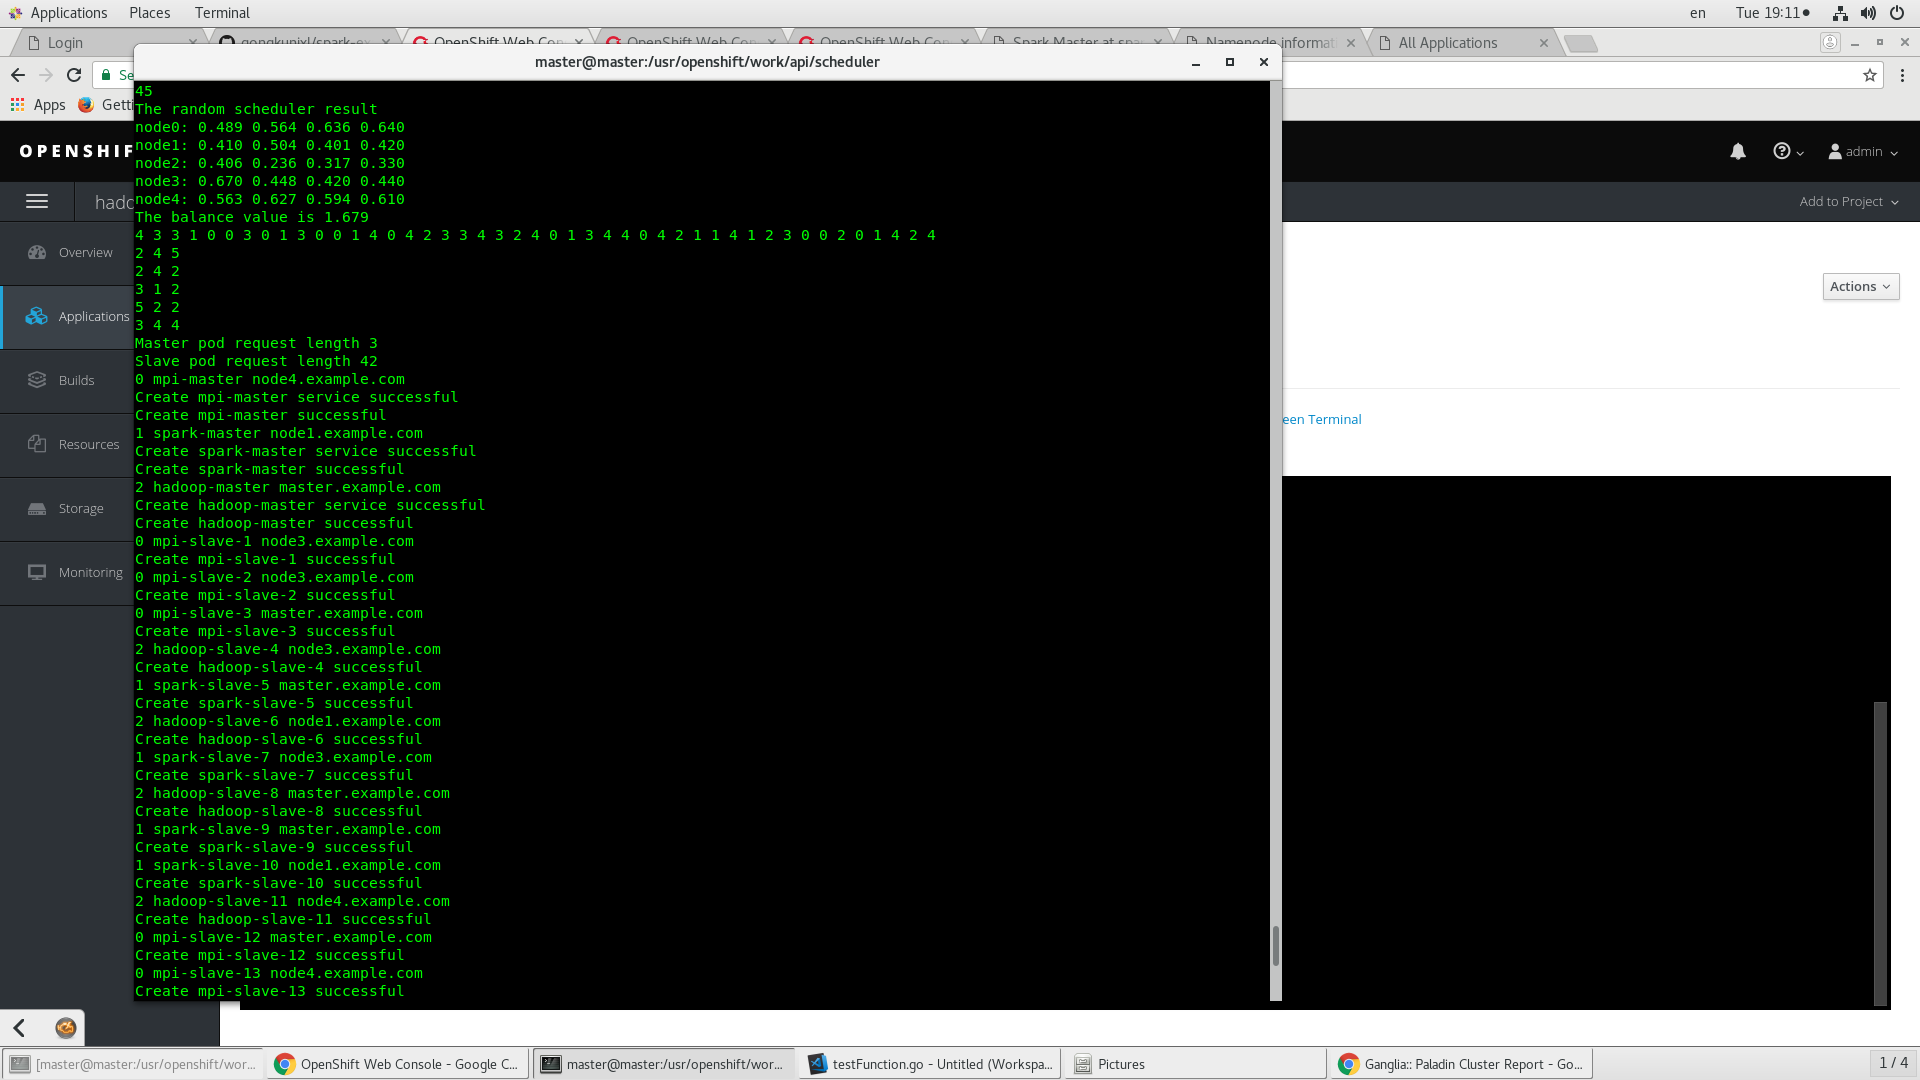 Applications Places Terminal en Tue 19:11
Login gongkunjxl/spark-e OpenShift Web Con OpenShift Web Con OpenShift Web Con Spark Master at spa Namenode informati All Applications
master@master:/usr/openshift/work/api/scheduler
Se
Apps Getti
OPENSHIF admin
hado Add to Project
Overview
Applications
Builds
Resources
Storage
Monitoring
Actions
een Terminal
45
The random scheduler result
node0: 0.489 0.564 0.636 0.640
node1: 0.410 0.504 0.401 0.420
node2: 0.406 0.236 0.317 0.330
node3: 0.670 0.448 0.420 0.440
node4: 0.563 0.627 0.594 0.610
The balance value is 1.679
4 3 3 1 0 0 3 0 1 3 0 0 1 4 0 4 2 3 3 4 3 2 4 0 1 3 4 4 0 4 2 1 1 4 1 2 3 0 0 2 0 1 4 2 4
2 4 5
2 4 2
3 1 2
5 2 2
3 4 4
Master pod request length 3
Slave pod request length 42
0 mpi-master node4.example.com
Create mpi-master service successful
Create mpi-master successful
1 spark-master node1.example.com
Create spark-master service successful
Create spark-master successful
2 hadoop-master master.example.com
Create hadoop-master service successful
Create hadoop-master successful
0 mpi-slave-1 node3.example.com
Create mpi-slave-1 successful
0 mpi-slave-2 node3.example.com
Create mpi-slave-2 successful
0 mpi-slave-3 master.example.com
Create mpi-slave-3 successful
2 hadoop-slave-4 node3.example.com
Create hadoop-slave-4 successful
1 spark-slave-5 master.example.com
Create spark-slave-5 successful
2 hadoop-slave-6 node1.example.com
Create hadoop-slave-6 successful
1 spark-slave-7 node3.example.com
Create spark-slave-7 successful
2 hadoop-slave-8 master.example.com
Create hadoop-slave-8 successful
1 spark-slave-9 master.example.com
Create spark-slave-9 successful
1 spark-slave-10 node1.example.com
Create spark-slave-10 successful
2 hadoop-slave-11 node4.example.com
Create hadoop-slave-11 successful
0 mpi-slave-12 master.example.com
Create mpi-slave-12 successful
0 mpi-slave-13 node4.example.com
Create mpi-slave-13 successful
[master@master:/usr/openshift/wor... OpenShift Web Console - Google C... master@master:/usr/openshift/wor... testFunction.go - Untitled (Workspa... Pictures Ganglia:: Paladin Cluster Report - Go... 1 / 4